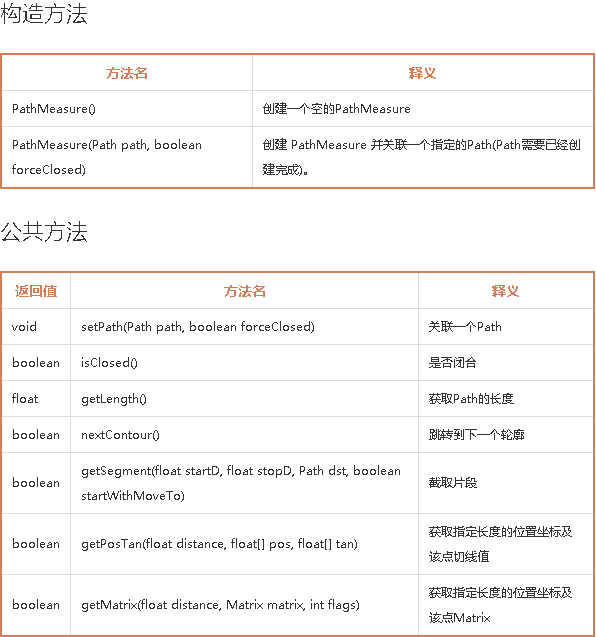 构造方法
方法名 释义
PathMeasure() 创建一个空的PathMeasure
PathMeasure(Path path, boolean 创建 PathMeasure 并关联一个指定的Path(Path需要已经创
forceClosed) 建完成)。
公共方法
返回值 方法名 释义
void setPath(Path path, boolean forceClosed) 关联一个Path
boolean isClosed() 是否闭合
float getLength() 获取Path的长度
boolean nextContour() 跳转到下一个轮廓
boolean getSegment(float startD, float stopD, Path dst, boolean
startWithMoveTo) 截取片段
boolean getPosTan(float distance, float[] pos, float[] tan) 获取指定长度的位置坐标及
该点切线值
boolean getMatrix(float distance, Matrix matrix, int flags) 获取指定长度的位置坐标及
该点Matrix